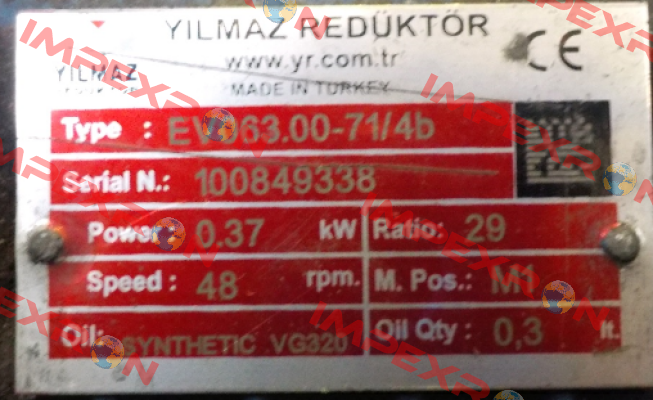 YILMAZ REDÜKTÖR
www.yr.com.tr
YILMAZ
MADE IN TURKEY
CE
Type : EV063.00-71/4b
Serial N.: 100849338
Power: 0.37 kW Ratio: 29
Speed: 48 rpm. M. Pos.: M1
Oil: SYNTHETIC VG320 Oil Qty : 0,3 lt.
IMPEXRON